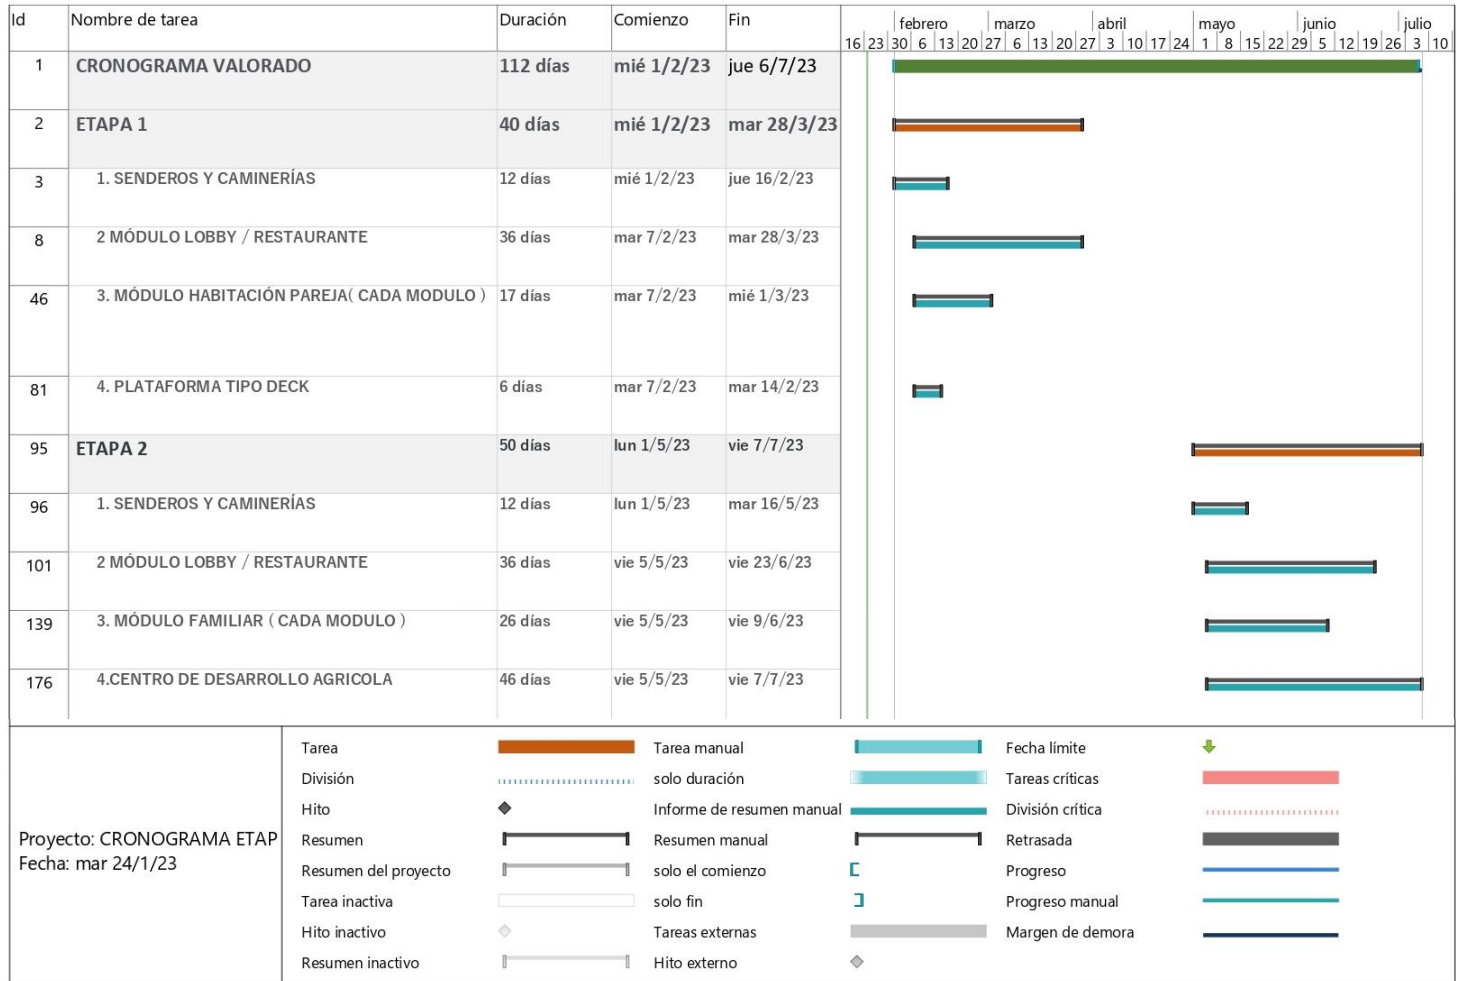 Id Nombre de tarea Duración Comienzo Fin
febrero marzo abril mayo junio julio
16 23 30 6 13 20 27 6 13 20 27 3 10 17 24 1 8 15 22 29 5 12 19 26 3 10
1 CRONOGRAMA VALORADO 112 días mié 1/2/23 jue 6/7/23
2 ETAPA 1 40 días mié 1/2/23 mar 28/3/23
3 1. SENDEROS Y CAMINERÍAS 12 días mié 1/2/23 jue 16/2/23
8 2 MÓDULO LOBBY / RESTAURANTE 36 días mar 7/2/23 mar 28/3/23
46 3. MÓDULO HABITACIÓN PAREJA( CADA MODULO ) 17 días mar 7/2/23 mié 1/3/23
81 4. PLATAFORMA TIPO DECK 6 días mar 7/2/23 mar 14/2/23
95 ETAPA 2 50 días lun 1/5/23 vie 7/7/23
96 1. SENDEROS Y CAMINERÍAS 12 días lun 1/5/23 mar 16/5/23
101 2 MÓDULO LOBBY / RESTAURANTE 36 días vie 5/5/23 vie 23/6/23
139 3. MÓDULO FAMILIAR ( CADA MODULO ) 26 días vie 5/5/23 vie 9/6/23
176 4.CENTRO DE DESARROLLO AGRICOLA 46 días vie 5/5/23 vie 7/7/23
Proyecto: CRONOGRAMA ETAP
Fecha: mar 24/1/23
Tarea Tarea manual Fecha límite
División solo duración Tareas críticas
Hito Informe de resumen manual División crítica
Resumen Resumen manual Retrasada
Resumen del proyecto solo el comienzo Progreso
Tarea inactiva solo fin Progreso manual
Hito inactivo Tareas externas Margen de demora
Resumen inactivo Hito externo